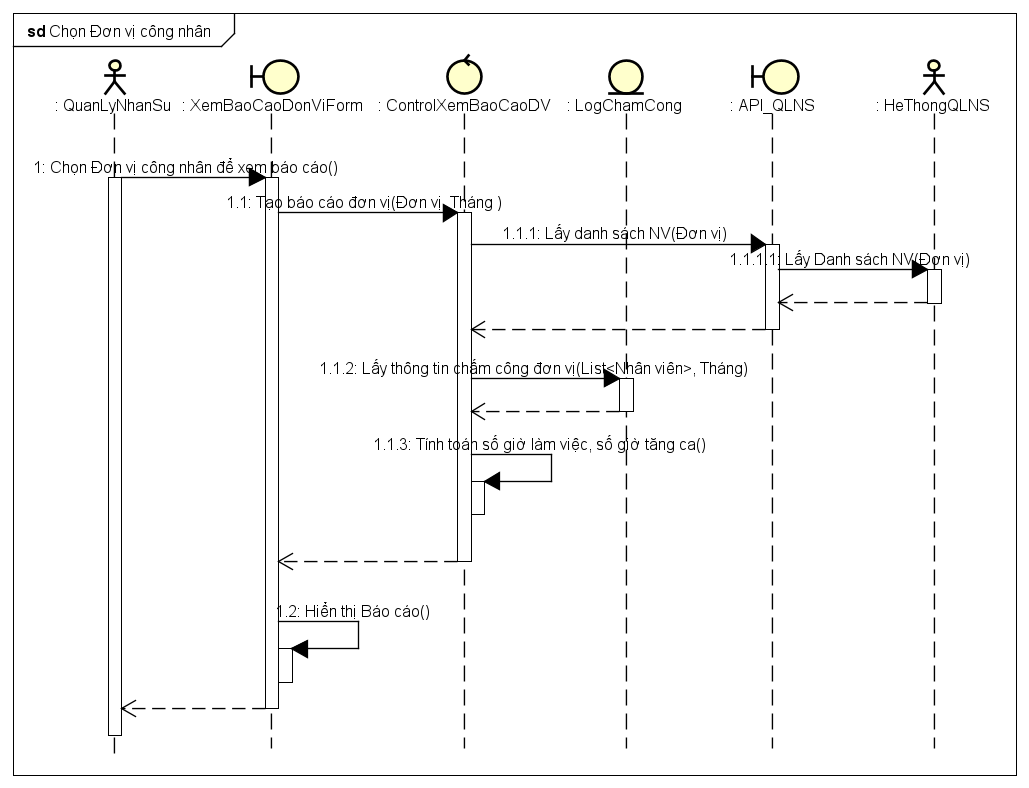 sd Chọn Đơn vị công nhân
: QuanLyNhanSu : XemBaoCaoDonViForm : ControlXemBaoCaoDV : LogChamCong : API_QLNS : HeThongQLNS
1: Chọn Đơn vị công nhân để xem báo cáo()
1.1: Tạo báo cáo đơn vị(Đơn vị, Tháng )
1.1.1: Lấy danh sách NV(Đơn vị)
1.1.1.1: Lấy Danh sách NV(Đơn vị)
1.1.2: Lấy thông tin chấm công đơn vị(List<Nhân viên>, Tháng)
1.1.3: Tính toán số giờ làm việc, số giờ tăng ca()
1.2: Hiển thị Báo cáo()